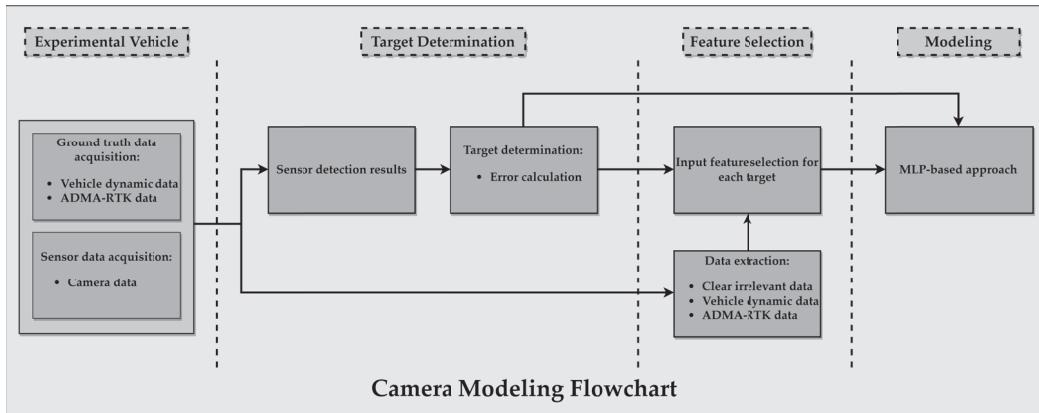 Experimental Vehicle
Target Determination
Feature Selection
Modeling
Ground truth data
acquisition:
• Vehicle dynamic data
• ADMA-RTK data
Sensor data acquisition:
• Camera data
Sensor detection results
Target determination:
• Error calculation
Input featureselection for
each target
MLP-based approach
Data extraction:
• Clear irrelevant data
• Vehicle dynamic data
• ADMA-RTK data
Camera Modeling Flowchart